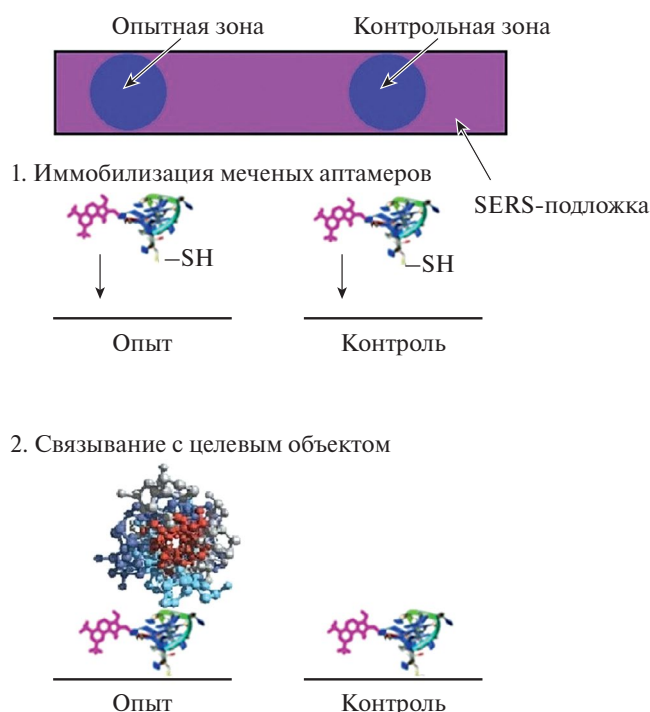 Опытная зона
Контрольная зона
1. Иммобилизация меченых аптамеров
SERS-подложка
–SH
–SH
Опыт
Контроль
2. Связывание с целевым объектом
Опыт
Контроль